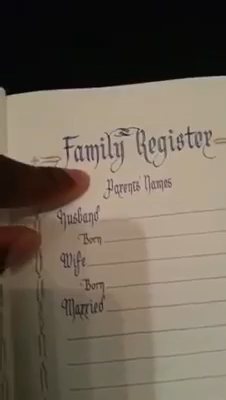 Family Register
Parents' Names
Husband
Born
Wife
Born
Married